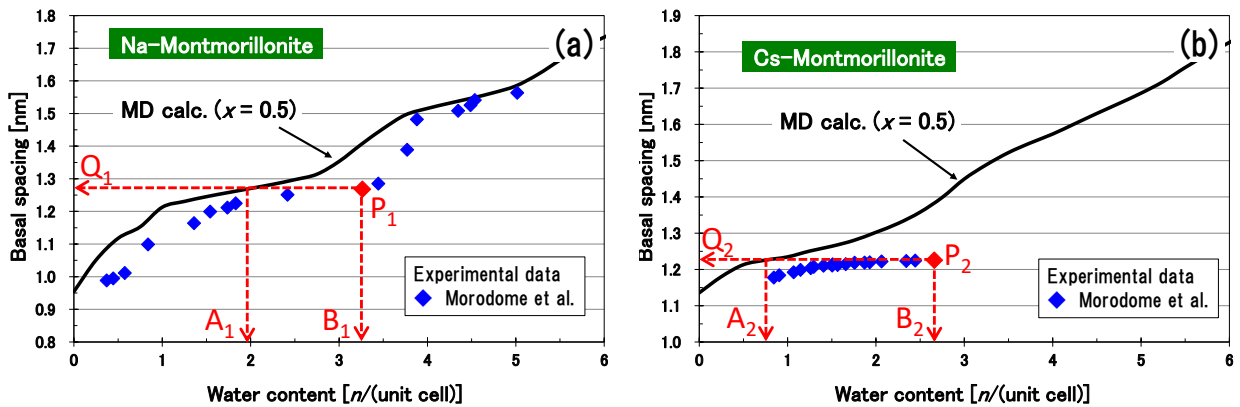 Na-Montmorillonite
(a)
MD calc. (x = 0.5)
Q1
P1
A1
B1
Experimental data
Morodome et al.
Basal spacing [nm]
1.8
1.7
1.6
1.5
1.4
1.3
1.2
1.1
1.0
0.9
0.8
0
1
2
3
4
5
6
Water content [n/(unit cell)]
Cs-Montmorillonite
(b)
MD calc. (x = 0.5)
Q2
P2
A2
B2
Experimental data
Morodome et al.
Basal spacing [nm]
1.9
1.8
1.7
1.6
1.5
1.4
1.3
1.2
1.1
1.0
0
1
2
3
4
5
6
Water content [n/(unit cell)]